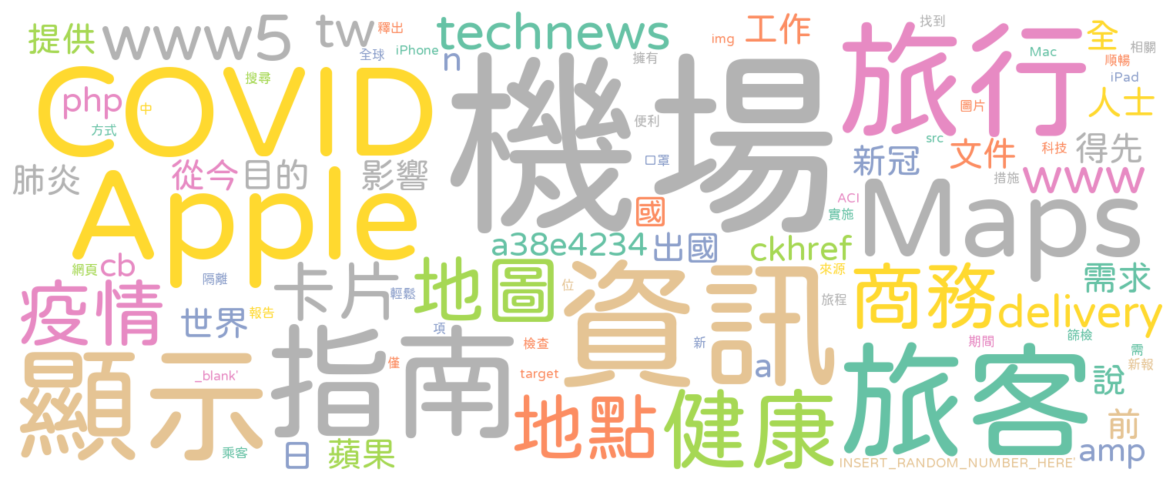 提供
www5
tw
釋出
全球
iPhone
technews
img
工作
找到
全
相關
順暢
iPad
Mac
旅行
搜尋
n
擁有
COVID
php
中
方式
機場
便利
口罩
圖片
src
人士
科技
新冠
文件
得先
措施
www
肺炎
從今
目的
影響
Apple
國
ACI
實施
Maps
a38e4234
出國
ckhref
網頁
cb
隔離
卡片
輕鬆
地圖
位
資訊
來源
旅程
商務
需求
疫情
世界
報告
delivery
項
檢查
新
期間
篩檢
需
新報
顯示
_blank'
指南
僅
target
a
旅客
說
地點
健康
前
乘客
日
蘋果
amp
INSERT_RANDOM_NUMBER_HERE'